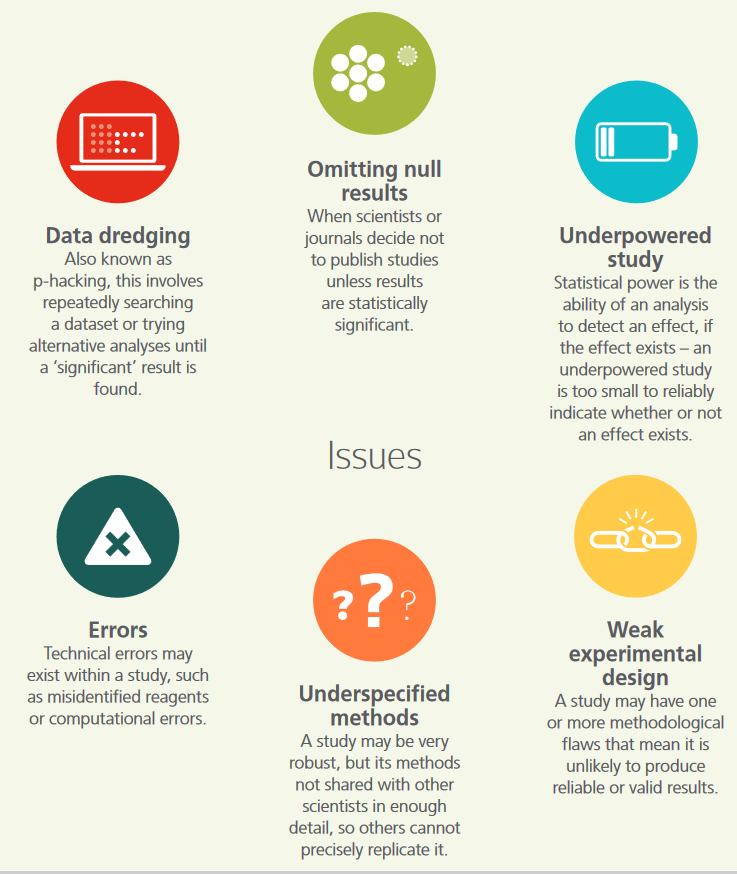 Data dredging
Also known as
p-hacking, this involves
repeatedly searching
a dataset or trying
alternative analyses until
a ‘significant’ result is
found.
Omitting null
results
When scientists or
journals decide not
to publish studies
unless results
are statistically
significant.
Underpowered
study
Statistical power is the
ability of an analysis
to detect an effect, if
the effect exists – an
underpowered study
is too small to reliably
indicate whether or not
an effect exists.
Issues
Errors
Technical errors may
exist within a study, such
as misidentified reagents
or computational errors.
? ? ?
Underspecified
methods
A study may be very
robust, but its methods
not shared with other
scientists in enough
detail, so others cannot
precisely replicate it.
Weak
experimental
design
A study may have one
or more methodological
flaws that mean it is
unlikely to produce
reliable or valid results.